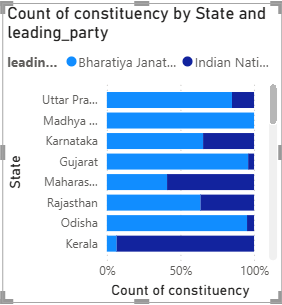 Count of constituency by State and
leading_party
leadin... Bharatiya Janat... Indian Nati...
Uttar Pra...
Madhya ...
Karnataka
Gujarat
Maharas...
Rajasthan
Odisha
Kerala
State
0% 50% 100%
Count of constituency